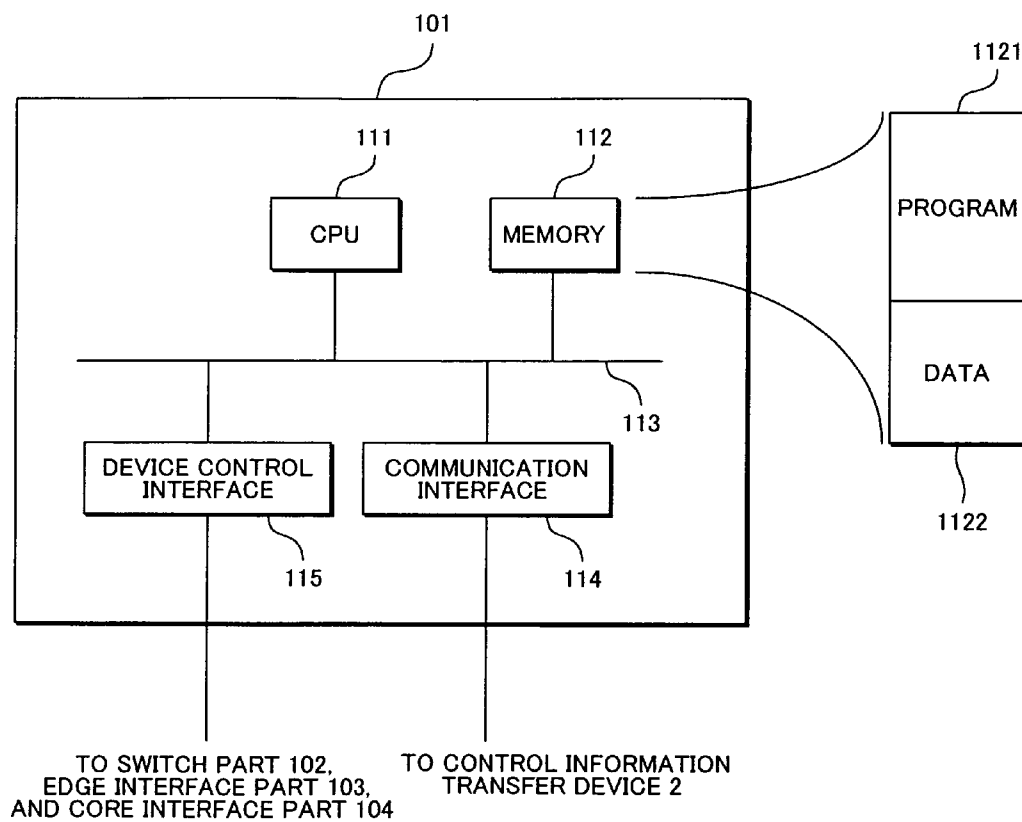 101
1121
111
112
CPU
MEMORY
PROGRAM
DATA
113
DEVICE CONTROL
INTERFACE
COMMUNICATION
INTERFACE
1122
115
114
TO SWITCH PART 102,
EDGE INTERFACE PART 103,
AND CORE INTERFACE PART 104
TO CONTROL INFORMATION
TRANSFER DEVICE 2